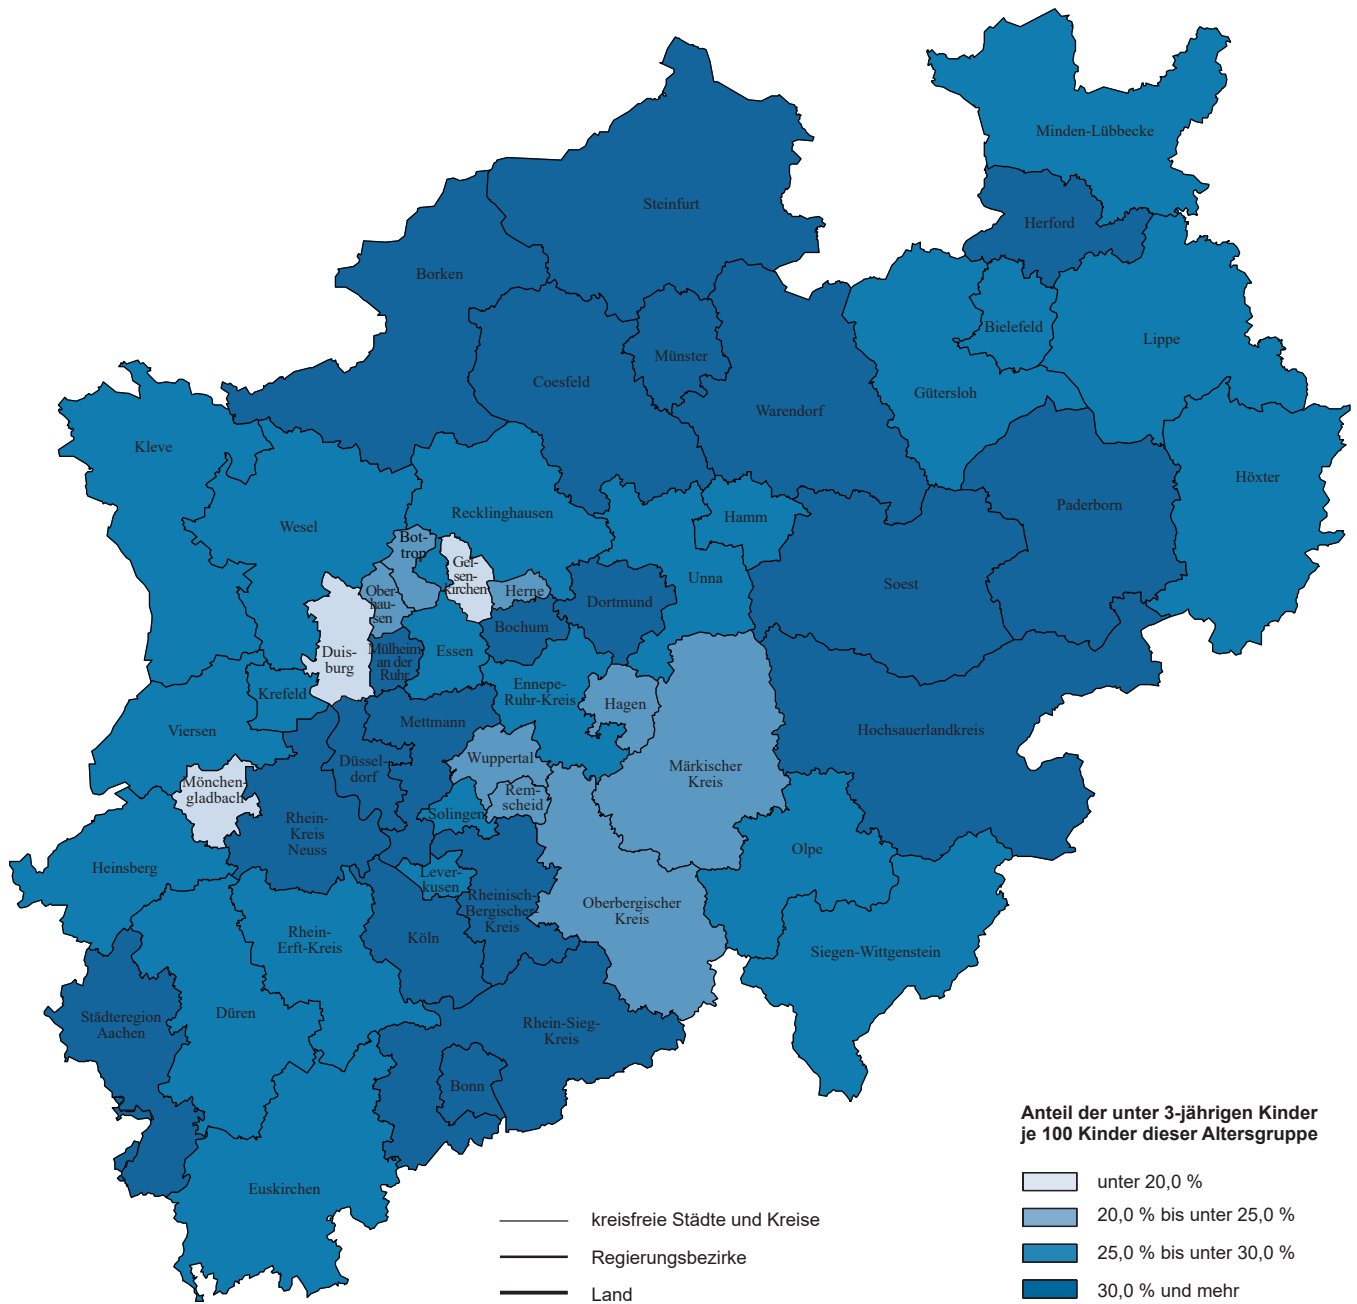 Minden-Lübbecke
Steinfurt
Herford
Borken
Bielefeld
Lippe
Münster
Coesfeld
Gütersloh
Warendorf
Kleve
Höxter
Paderborn
Recklinghausen
Hamm
Wesel
Bot-
trop
Gel-
sen-
kirchen
Unna
Soest
Ober-
hau-
sen
Herne
Dortmund
Bochum
Duis-
burg
Mülheim
an der
Ruhr
Essen
Krefeld
Ennepe-
Ruhr-Kreis
Hagen
Viersen
Mettmann
Hochsauerlandkreis
Düssel-
dorf
Wuppertal
Märkischer
Kreis
Mönchen-
gladbach
Rem-
scheid
Solingen
Rhein-
Kreis
Neuss
Olpe
Heinsberg
Lever-
kusen
Rheinisch-
Bergischer
Kreis
Oberbergischer
Kreis
Rhein-
Erft-Kreis
Köln
Siegen-Wittgenstein
Städteregion
Aachen
Düren
Rhein-Sieg-
Kreis
Bonn
Euskirchen
Anteil der unter 3-jährigen Kinder
je 100 Kinder dieser Altersgruppe
unter 20,0 %
20,0 % bis unter 25,0 %
25,0 % bis unter 30,0 %
30,0 % und mehr
kreisfreie Städte und Kreise
Regierungsbezirke
Land